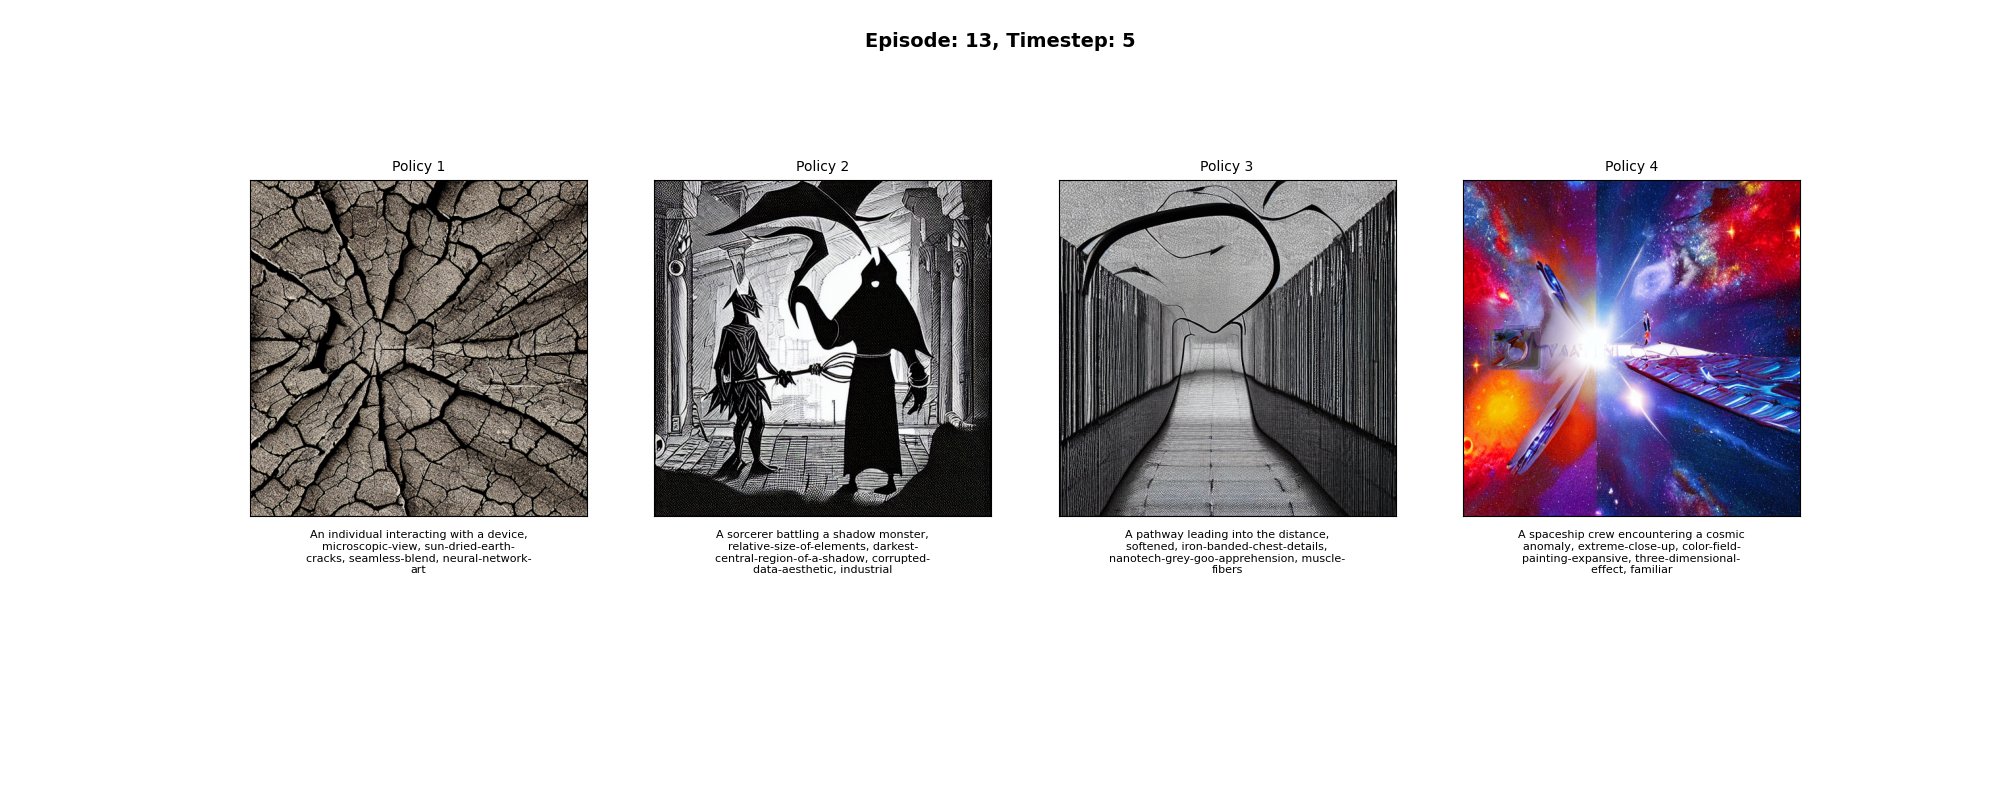 Episode: 13, Timestep: 5
Policy 1
An individual interacting with a device,
microscopic-view, sun-dried-earth-
cracks, seamless-blend, neural-network-
art
Policy 2
A sorcerer battling a shadow monster,
relative-size-of-elements, darkest-
central-region-of-a-shadow, corrupted-
data-aesthetic, industrial
Policy 3
A pathway leading into the distance,
softened, iron-banded-chest-details,
nanotech-grey-goo-apprehension, muscle-
fibers
Policy 4
A spaceship crew encountering a cosmic
anomaly, extreme-close-up, color-field-
painting-expansive, three-dimensional-
effect, familiar